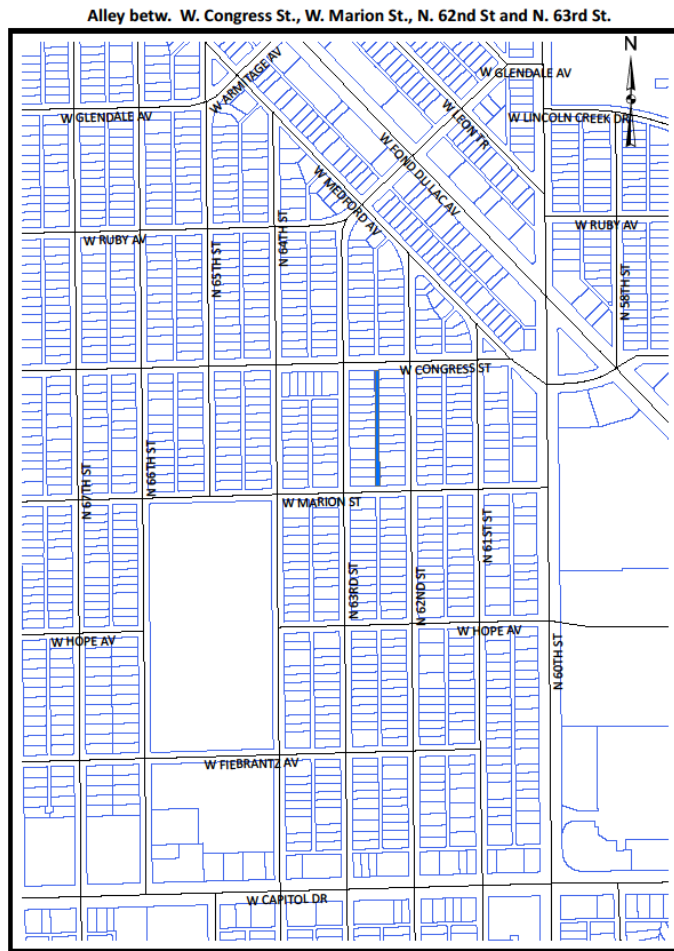 Alley betw. W. Congress St., W. Marion St., N. 62nd St and N. 63rd St.
N
W ARMITAGE AV
W GLENDALE AV
W GLENDALE AV
W LEON TR
W LINCOLN CREEK DR
W FOND DU LAC AV
W MEDFORD AV
W RUBY AV
W RUBY AV
N 64TH ST
N 65TH ST
N 58TH ST
W CONGRESS ST
N 67TH ST
N 66TH ST
W MARION ST
N 61ST ST
N 63RD ST
N 62ND ST
W HOPE AV
W HOPE AV
N 60TH ST
W FIEBRANTZ AV
W CAPITOL DR